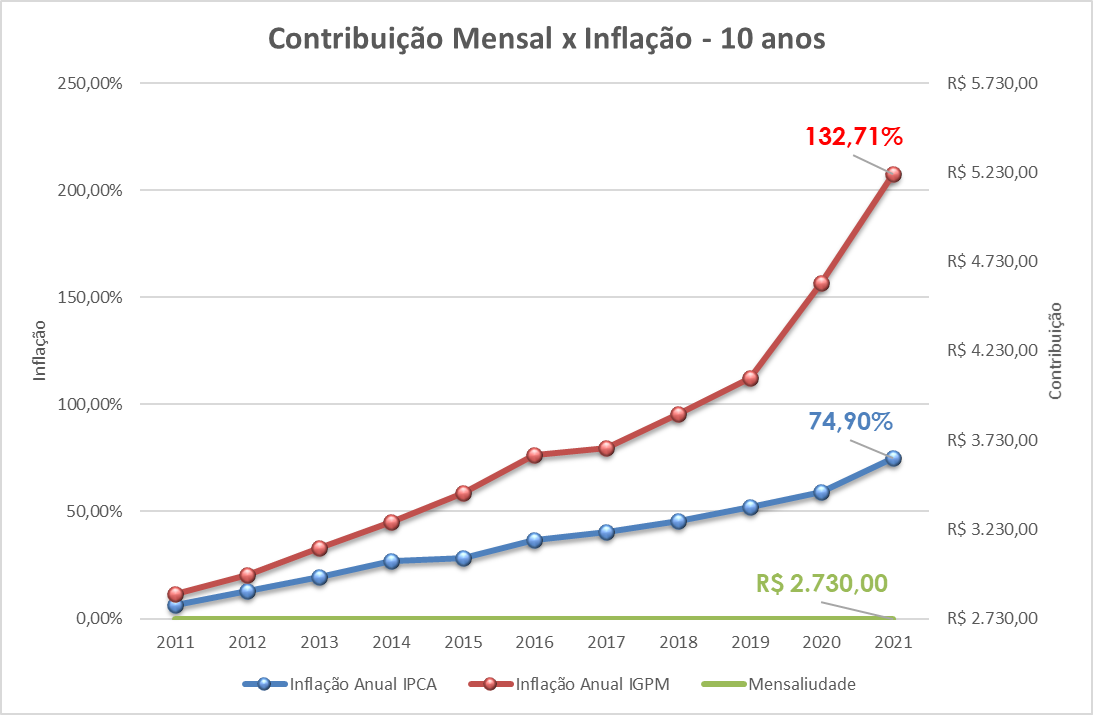 Contribuição Mensal x Inflação - 10 anos
250,00%
200,00%
150,00%
100,00%
50,00%
0,00%
Inflação
132,71%
74,90%
R$ 2.730,00
R$ 5.730,00
R$ 5.230,00
R$ 4.730,00
R$ 4.230,00
R$ 3.730,00
R$ 3.230,00
R$ 2.730,00
Contribuição
2011 2012 2013 2014 2015 2016 2017 2018 2019 2020 2021
Inflação Anual IPCA Inflação Anual IGPM Mensaliudade